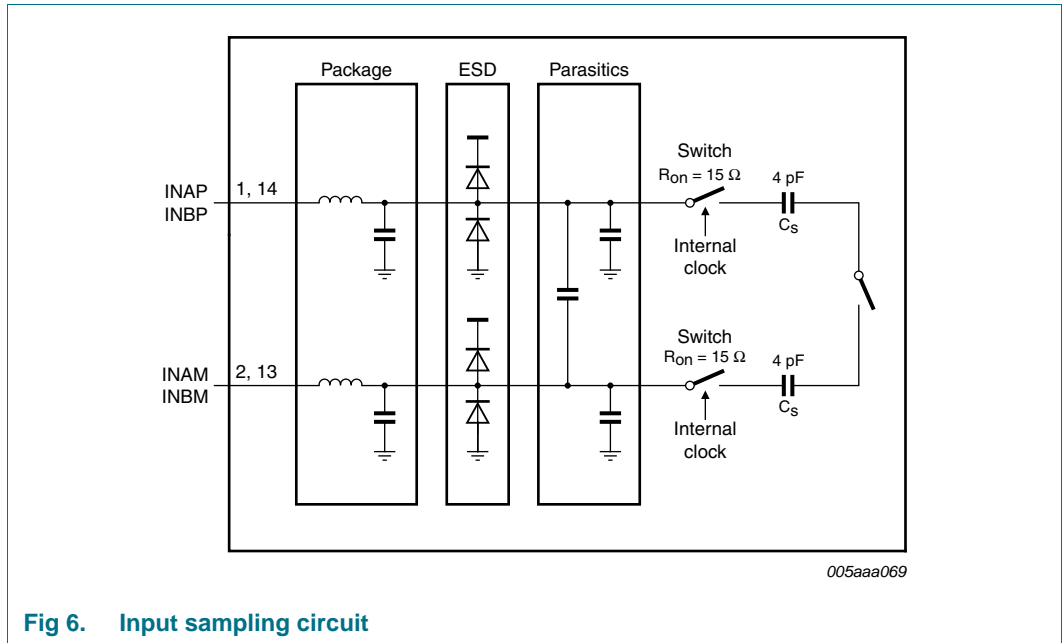 Package
ESD
Parasitics
INAP
INBP
1, 14
Switch
Ron = 15 Ω
Internal
clock
4 pF
Cs
INAM
INBM
2, 13
Switch
Ron = 15 Ω
Internal
clock
4 pF
Cs
005aaa069
Fig 6. Input sampling circuit